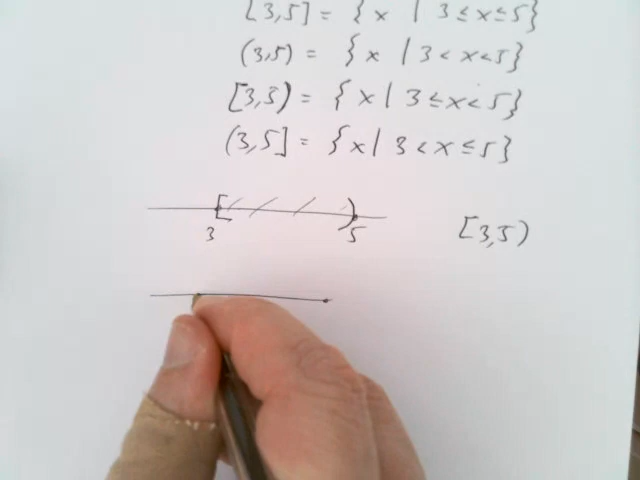 [3,5] = { x | 3 ≤ x ≤ 5}
(3,5) = { x | 3 < x < 5}
[3,5) = { x | 3 ≤ x < 5}
(3,5] = { x | 3 < x ≤ 5}
[ )
3 5 [3,5)